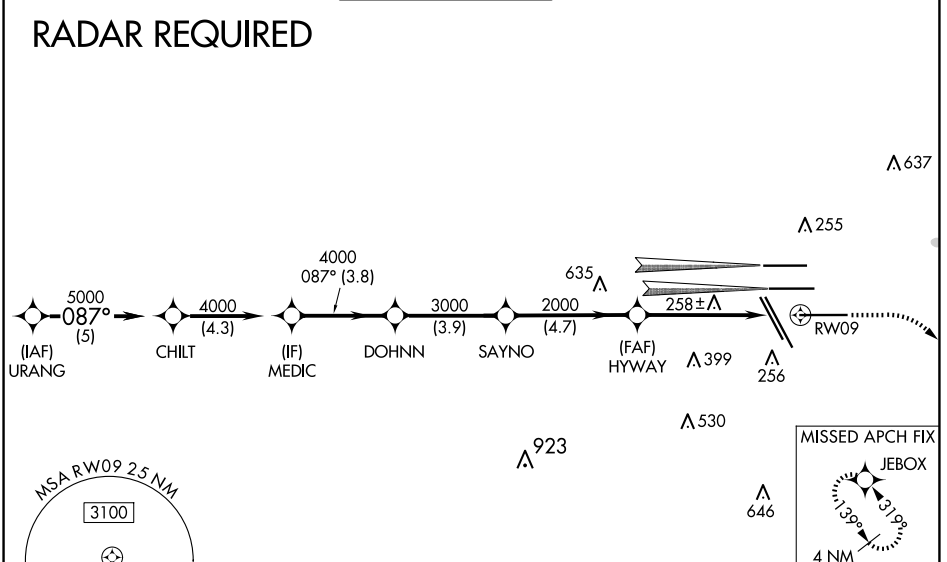 RADAR REQUIRED
637
255
4000
087° (3.8)
635
5000
087°
(5)
4000
(4.3)
3000
(3.9)
2000
(4.7)
258±
RW09
(IAF)
URANG
CHILT
(IF)
MEDIC
DOHNN
SAYNO
(FAF)
HYWAY
399
256
530
923
646
MSA RW09 25 NM
3100
MISSED APCH FIX
JEBOX
139°
319°
4 NM